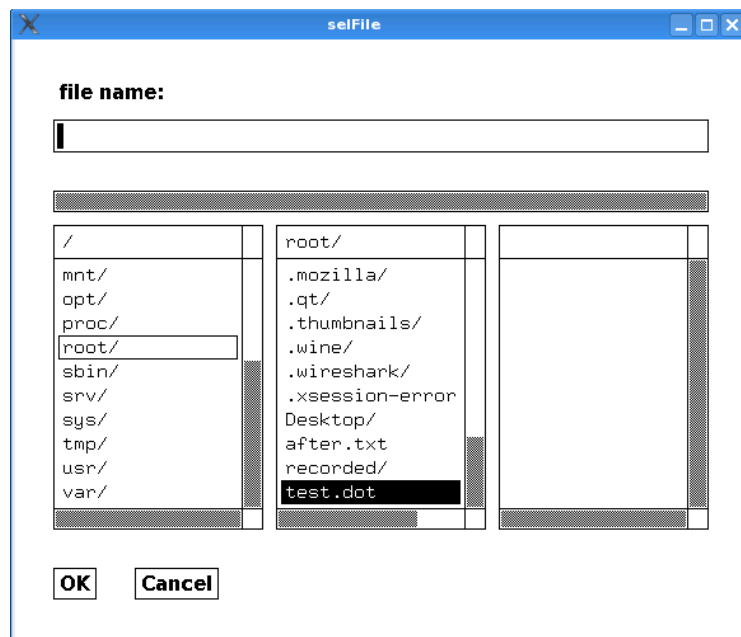 selFile
file name:
/
mnt/
opt/
proc/
root/
sbin/
srv/
sys/
tmp/
usr/
var/
root/
.mozilla/
.qt/
.thumbnails/
.wine/
.wireshark/
.xsession-error
Desktop/
after.txt
recorded/
test.dot
OK
Cancel